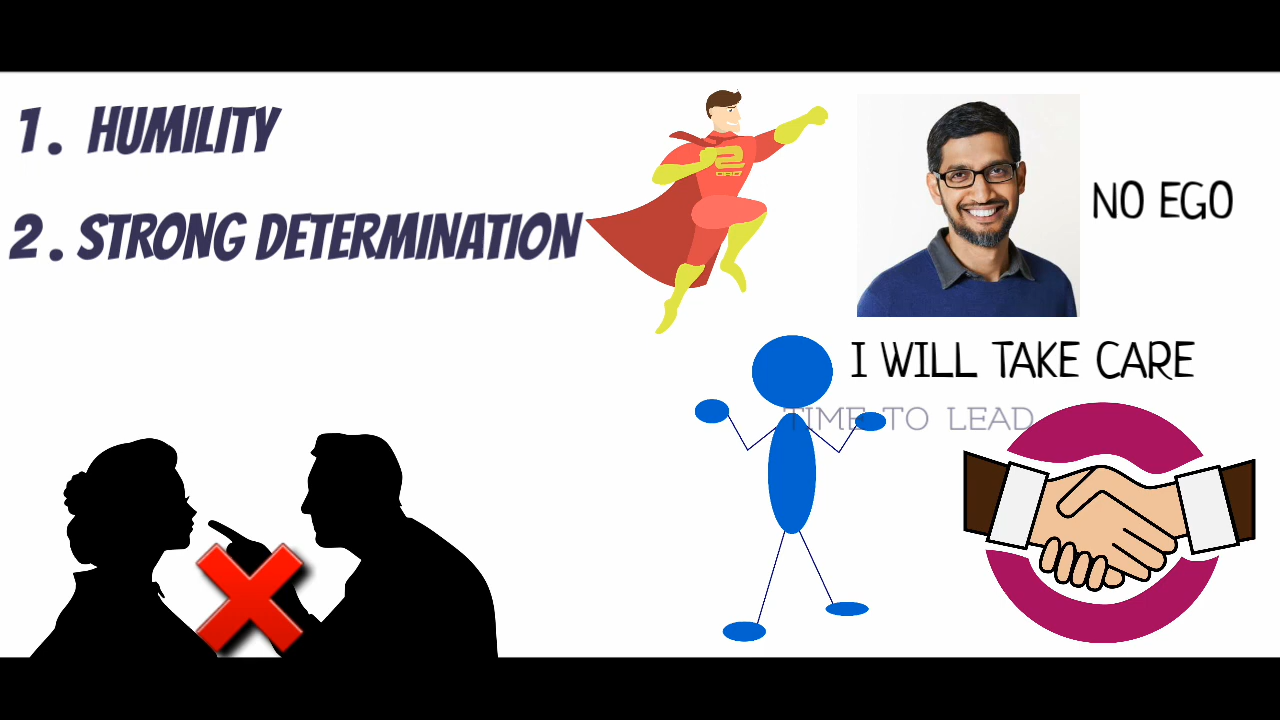 1. HUMILITY
2. STRONG DETERMINATION
NO EGO
I WILL TAKE CARE
TIME TO LEAD